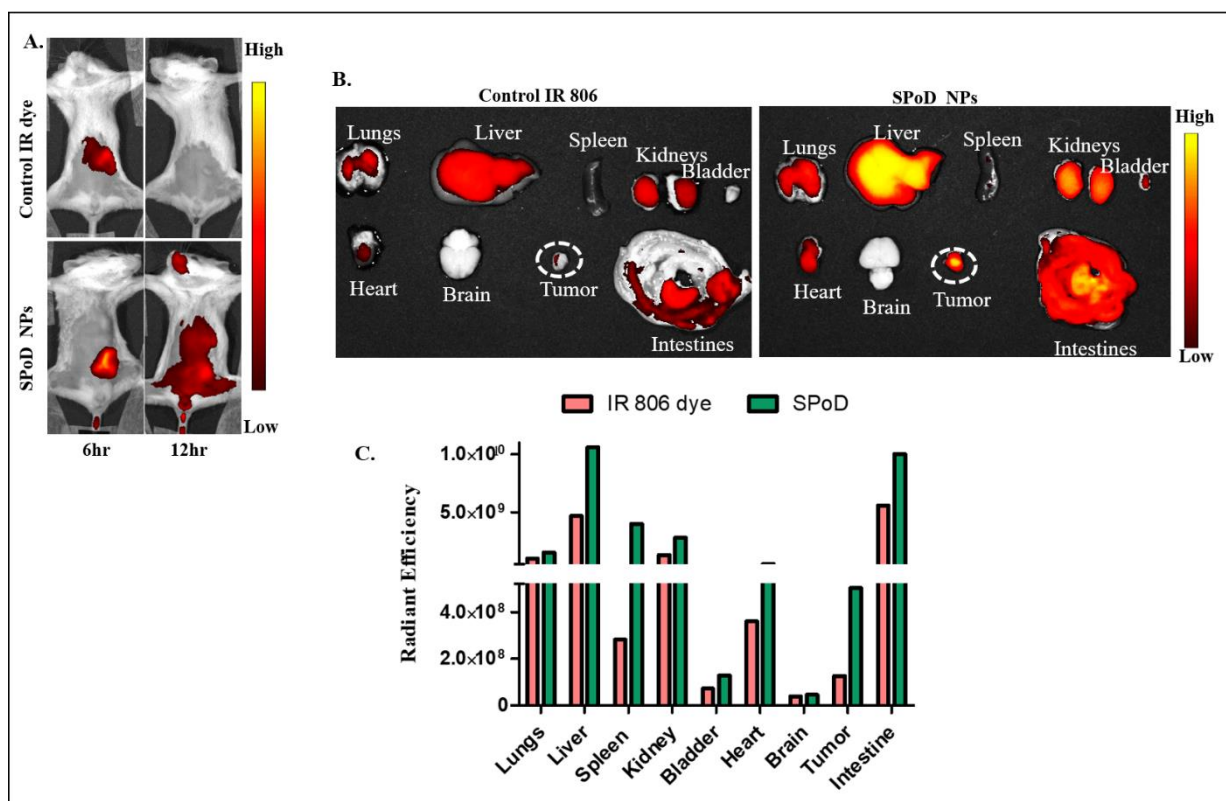 A.
High
Control IR dye
SPoD NPs
Low
6hr 12hr
B.
Control IR 806
Lungs Liver Spleen Kidneys Bladder
Heart Brain Tumor Intestines
SPoD NPs
Lungs Liver Spleen Kidneys Bladder
Heart Brain Tumor Intestines
High
Low
IR 806 dye SPoD
C.
Radiant Efficiency
1.0×10¹⁰
5.0×10⁹
4.0×10⁸
2.0×10⁸
0
Lungs Liver Spleen Kidney Bladder Heart Brain Tumor Intestine